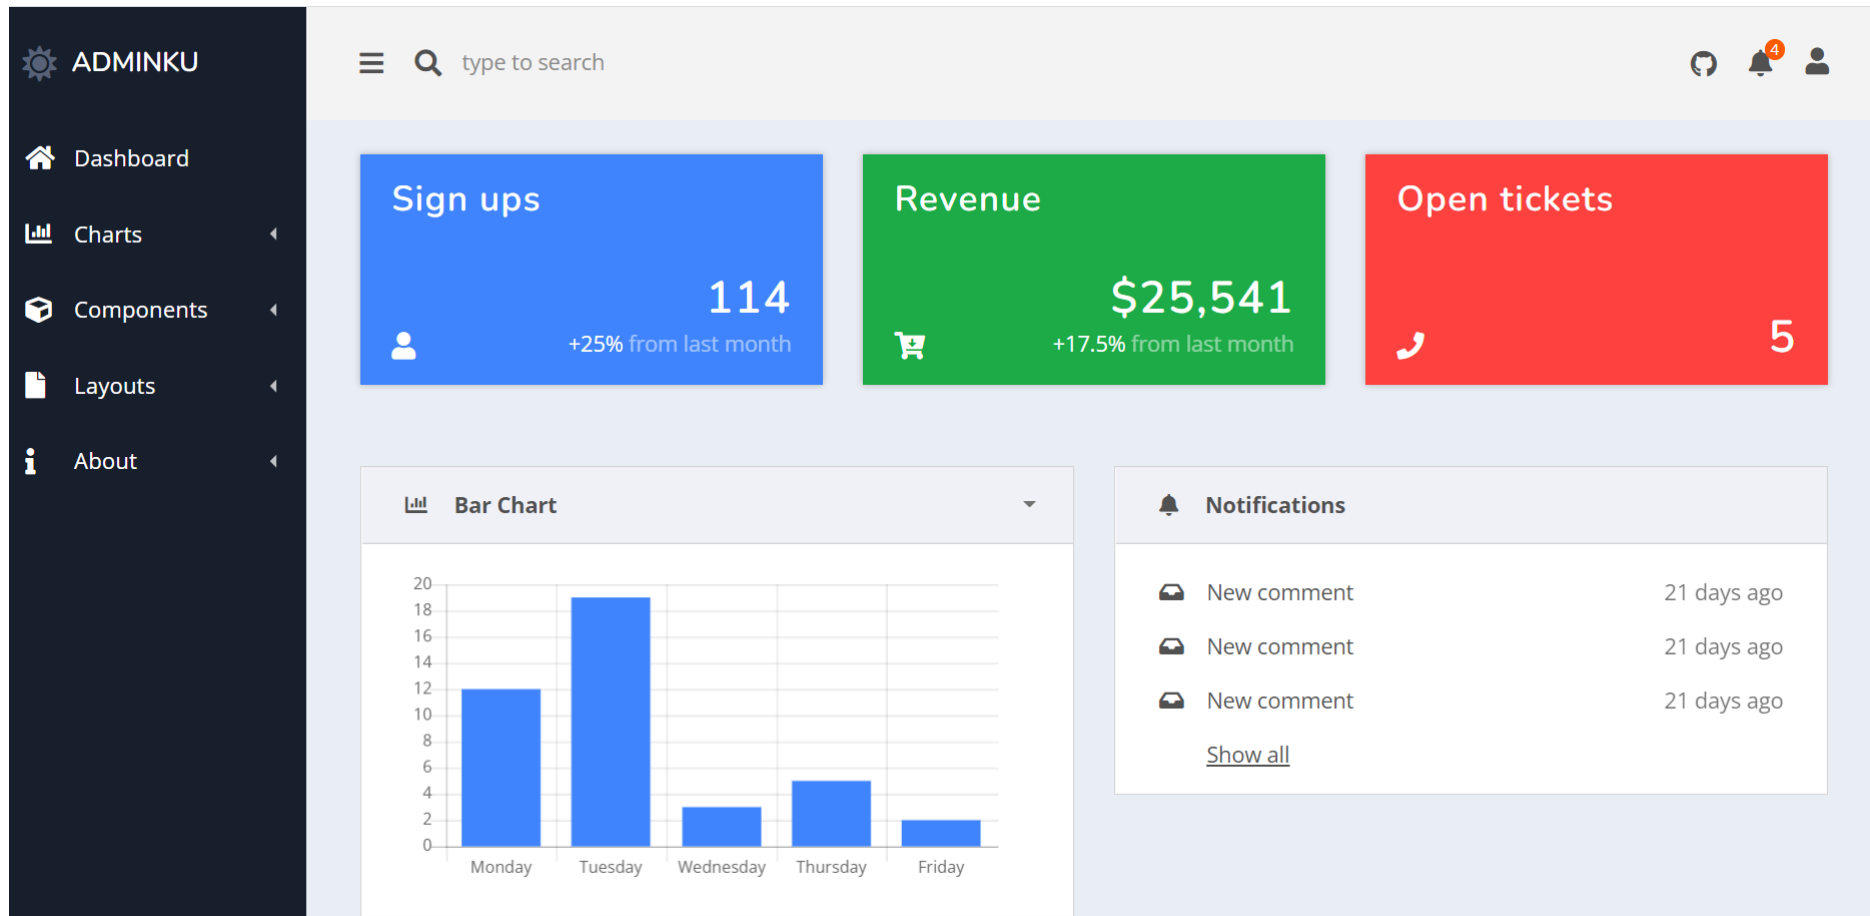 ADMINKU
type to search
4
Dashboard
Charts
Components
Layouts
About
Sign ups
114
+25% from last month
Revenue
$25,541
+17.5% from last month
Open tickets
5
Bar Chart
20
18
16
14
12
10
8
6
4
2
0
Monday Tuesday Wednesday Thursday Friday
Notifications
New comment 21 days ago
New comment 21 days ago
New comment 21 days ago
Show all